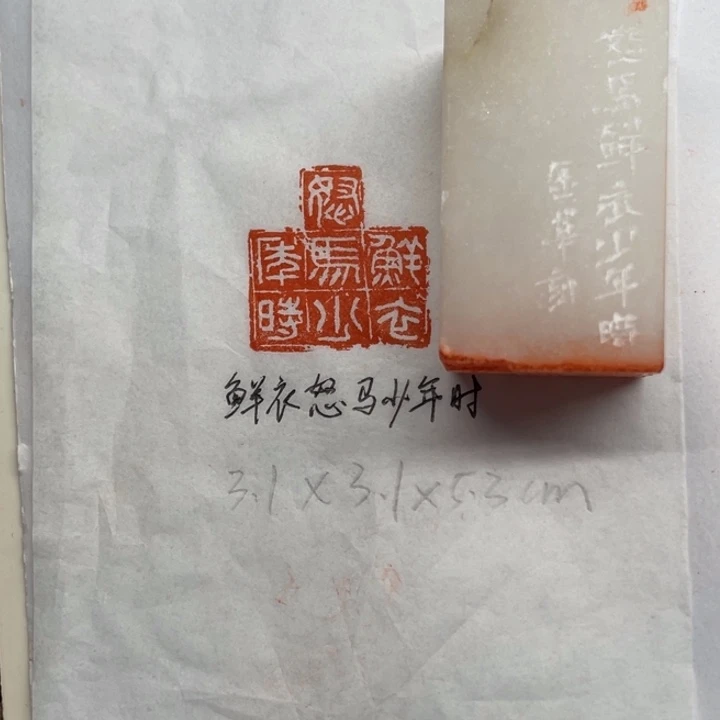 鮮衣
怒馬少
年時
鲜衣怒马少年时
3.1×3.1×5.3cm
怒馬鮮衣少年時